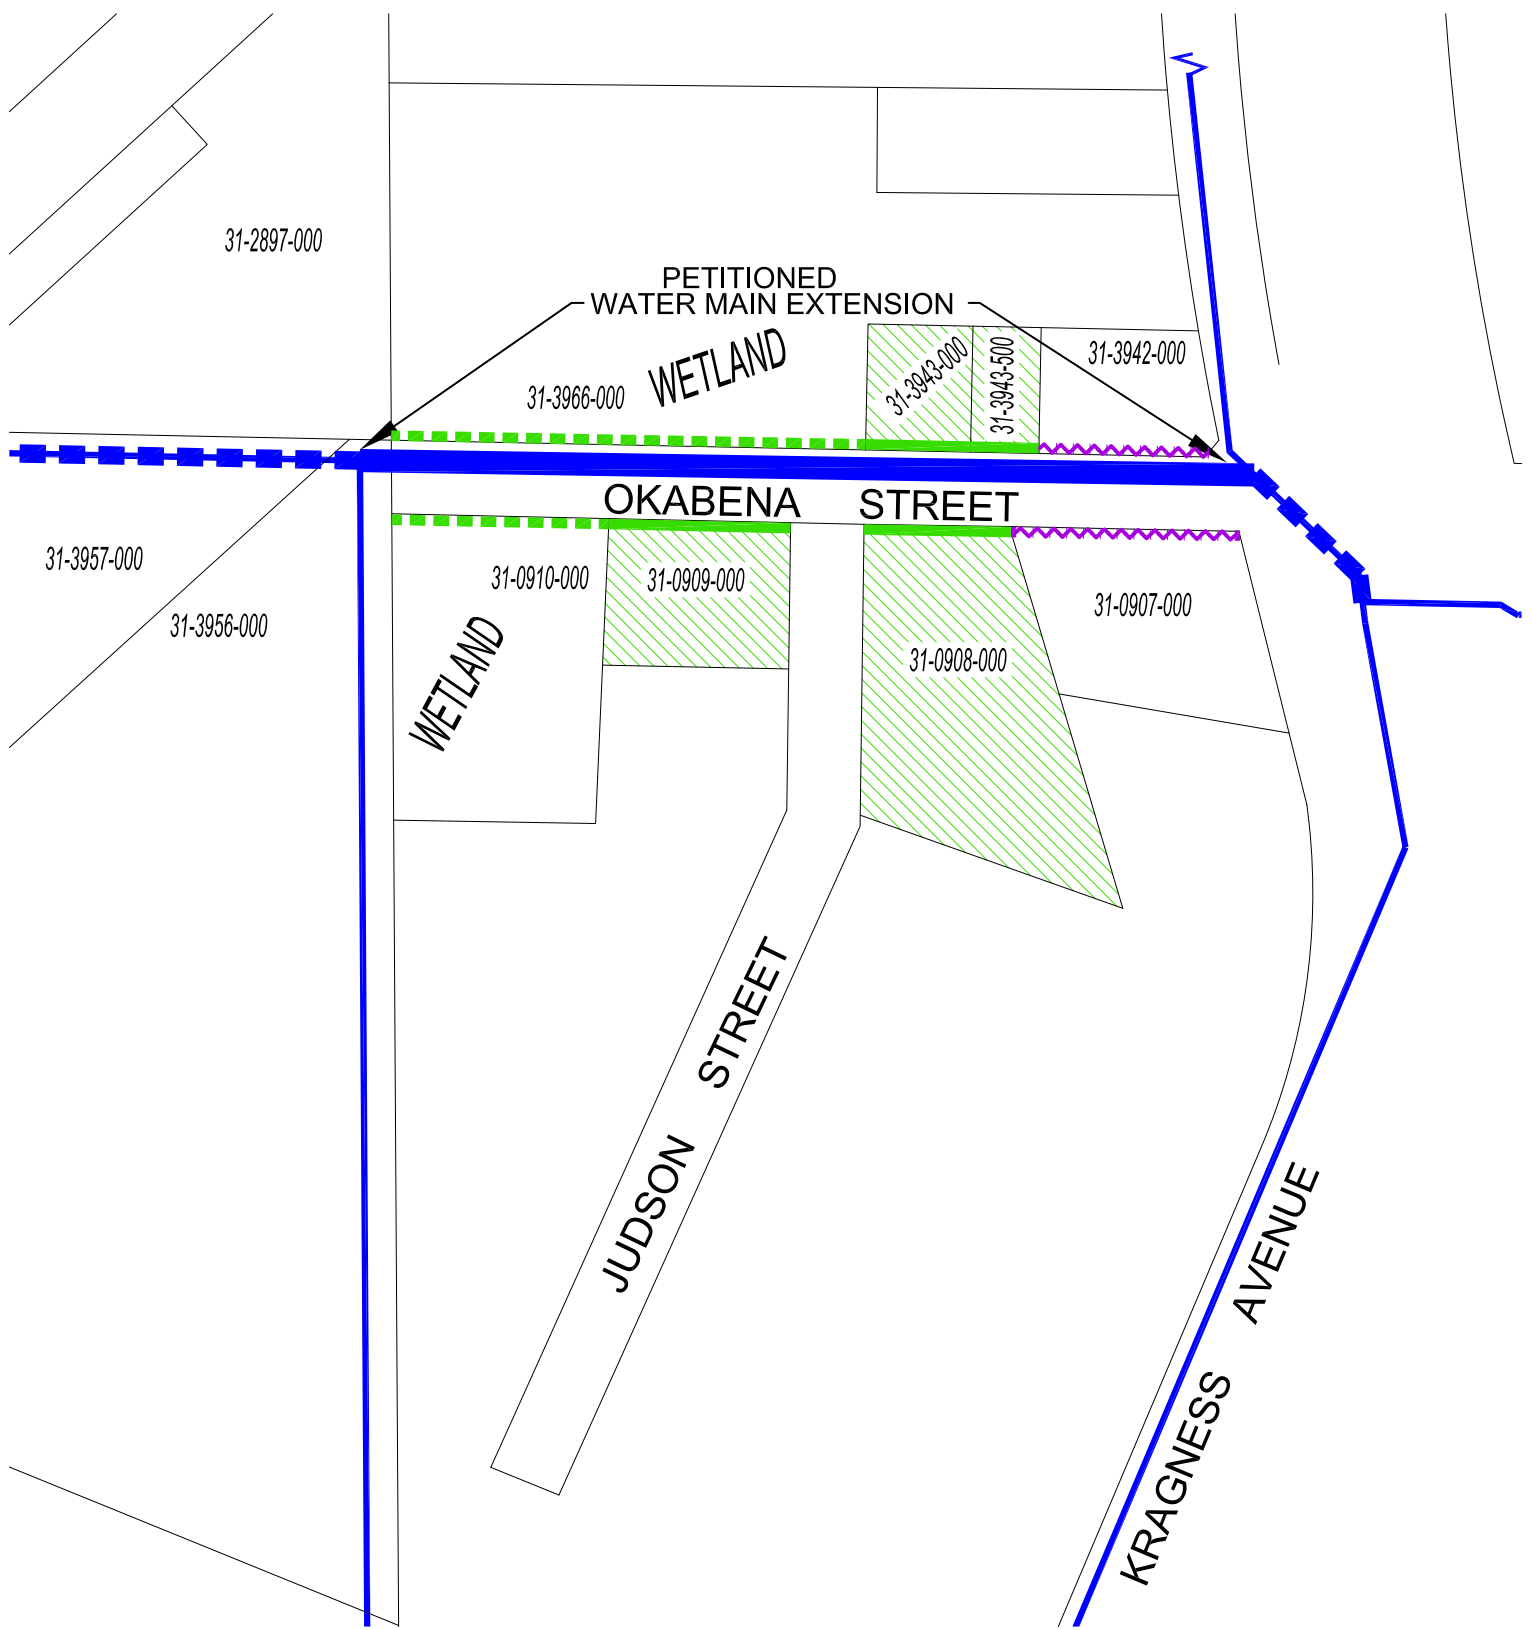 31-2897-000
PETITIONED
WATER MAIN EXTENSION
WETLAND
31-3966-000
31-3943-000
31-3943-500
31-3942-000
OKABENA STREET
31-3957-000
31-3956-000
31-0910-000
31-0909-000
31-0907-000
31-0908-000
WETLAND
JUDSON STREET
KRAGNESS AVENUE